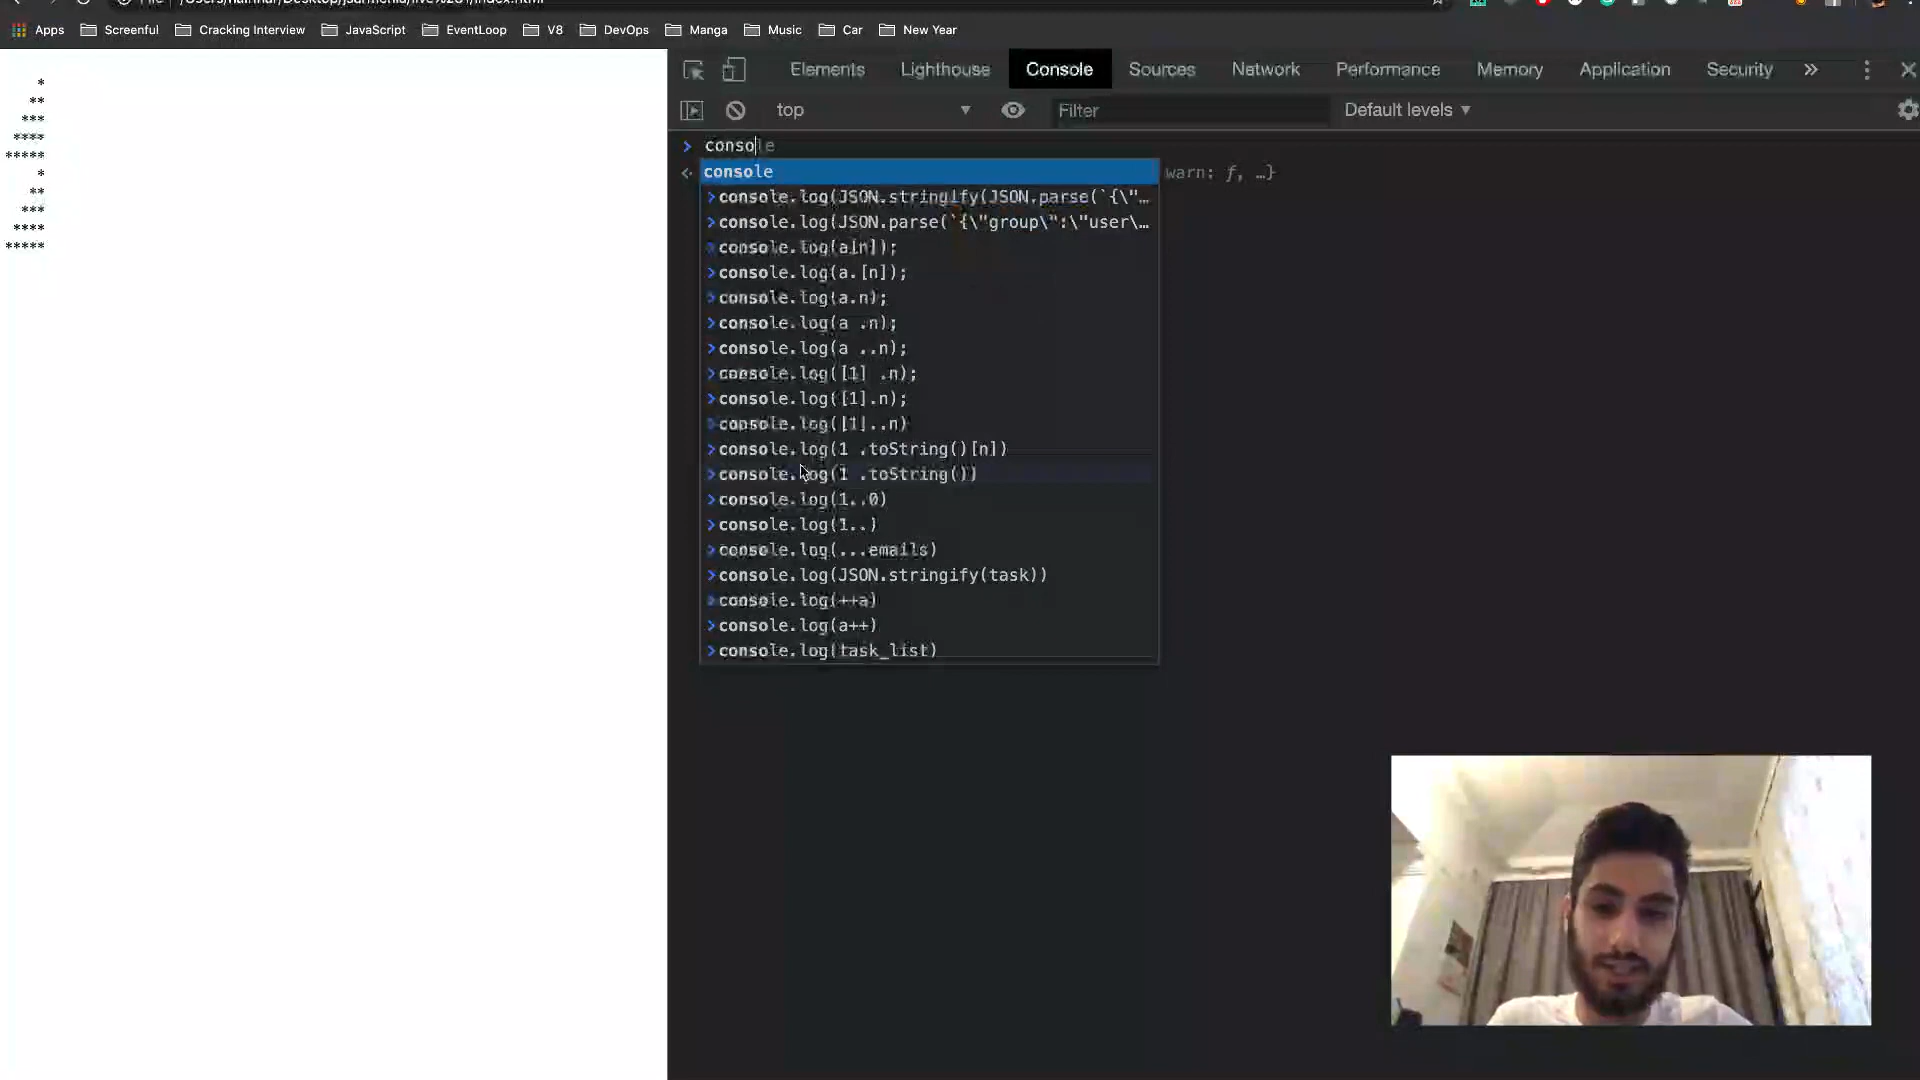 Apps Screenful Cracking Interview JavaScript EventLoop V8 DevOps Manga Music Car New Year
*
**
***
****
*****
*
**
***
****
*****
Elements Lighthouse Console Sources Network Performance Memory Application Security »
top Filter Default levels
> console
console
warn: ƒ, …}
>console.log(JSON.stringify(JSON.parse(`{\"…
>console.log(JSON.parse(`{\"group\":\"user\…
>console.log(a[n]);
>console.log(a.[n]);
>console.log(a.n);
>console.log(a .n);
>console.log(a ..n);
>console.log([1] .n);
>console.log([1].n);
>console.log([1]..n)
>console.log(1 .toString()[n])
>console.log(1 .toString())
>console.log(1..0)
>console.log(1..)
>console.log(...emails)
>console.log(JSON.stringify(task))
>console.log(++a)
>console.log(a++)
>console.log(task_list)